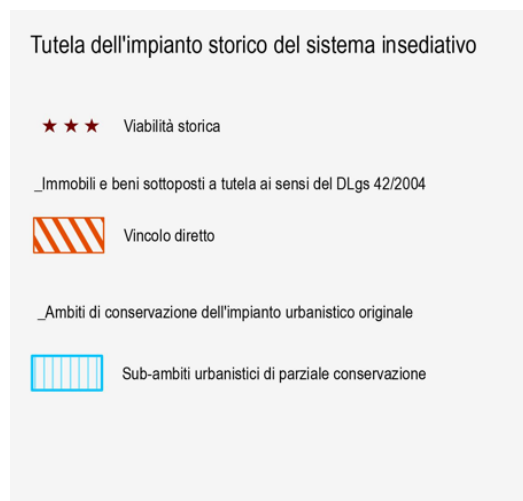 Tutela dell'impianto storico del sistema insediativo
Viabilità storica
_Immobili e beni sottoposti a tutela ai sensi del DLgs 42/2004
Vincolo diretto
_Ambiti di conservazione dell'impianto urbanistico originale
Sub-ambiti urbanistici di parziale conservazione